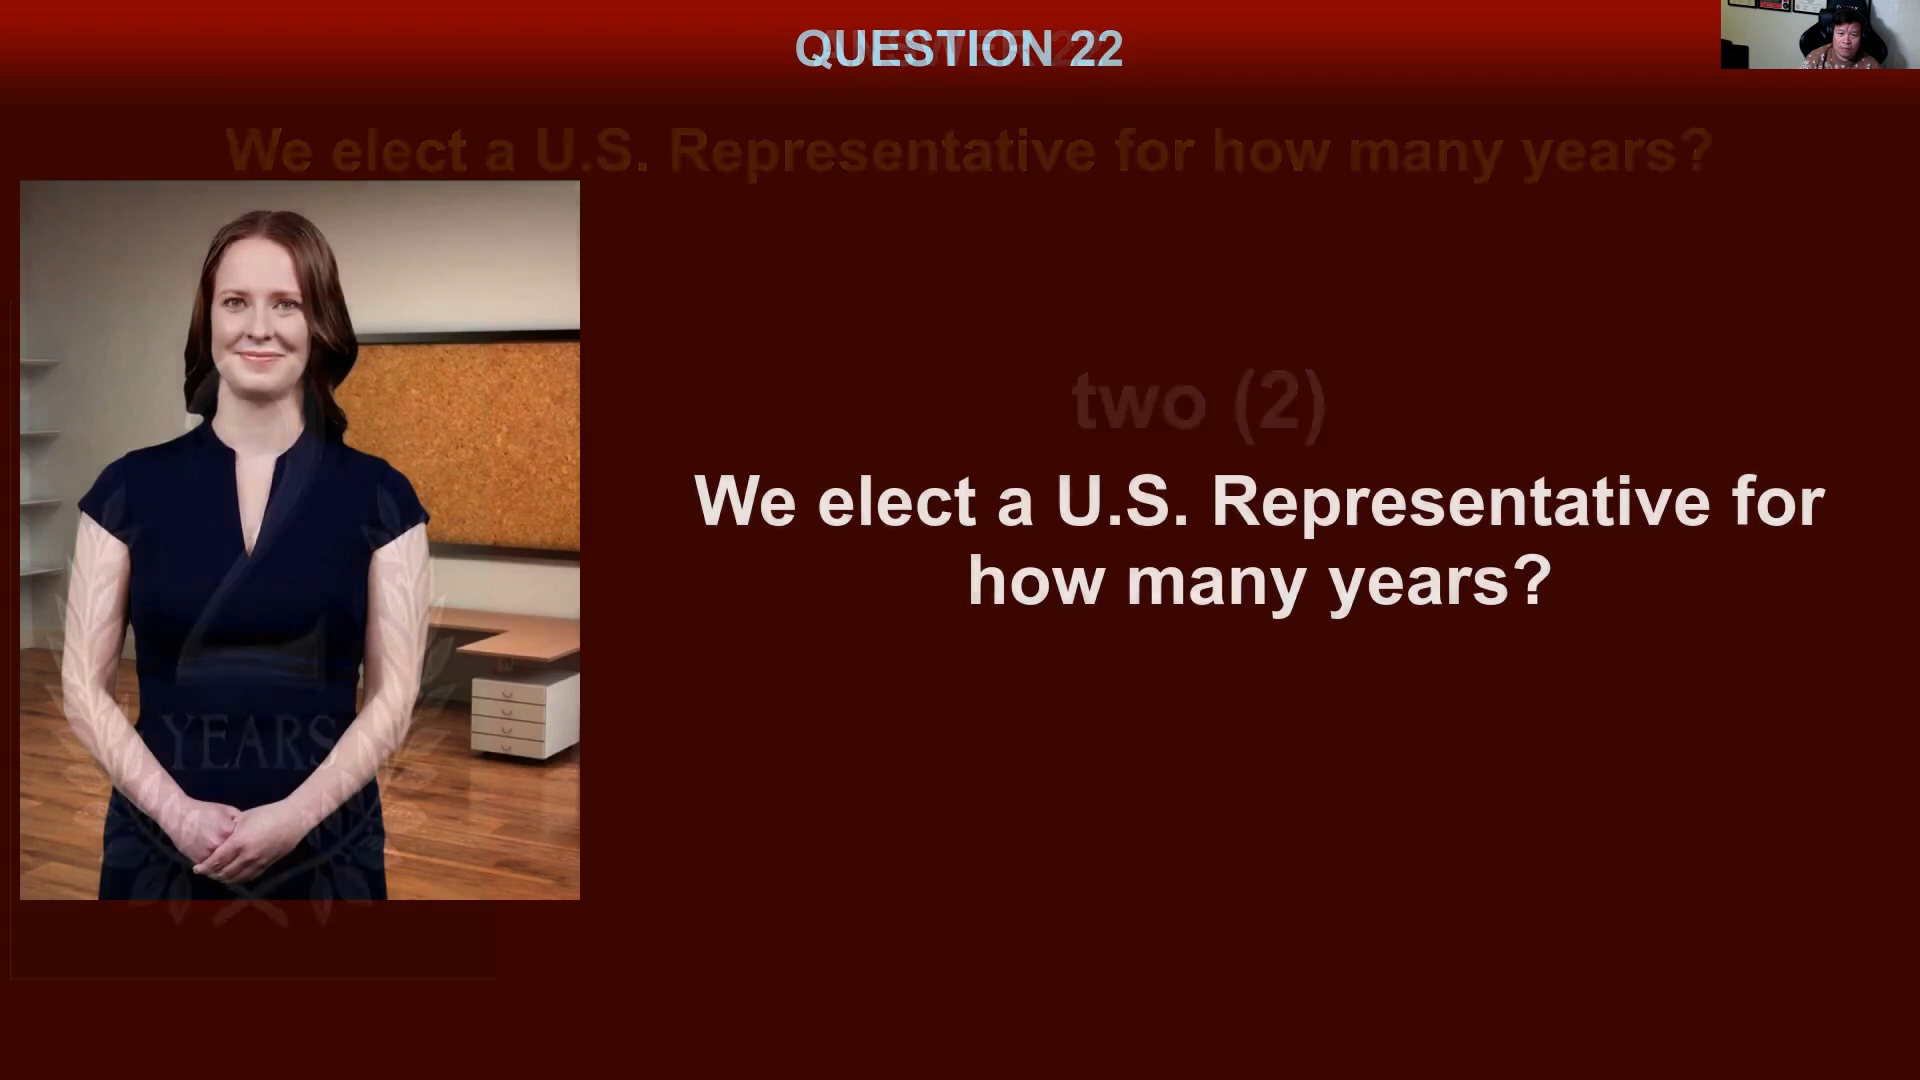 QUESTION 22
We elect a U.S. Representative for how many years?
two (2)
We elect a U.S. Representative for
how many years?
YEARS